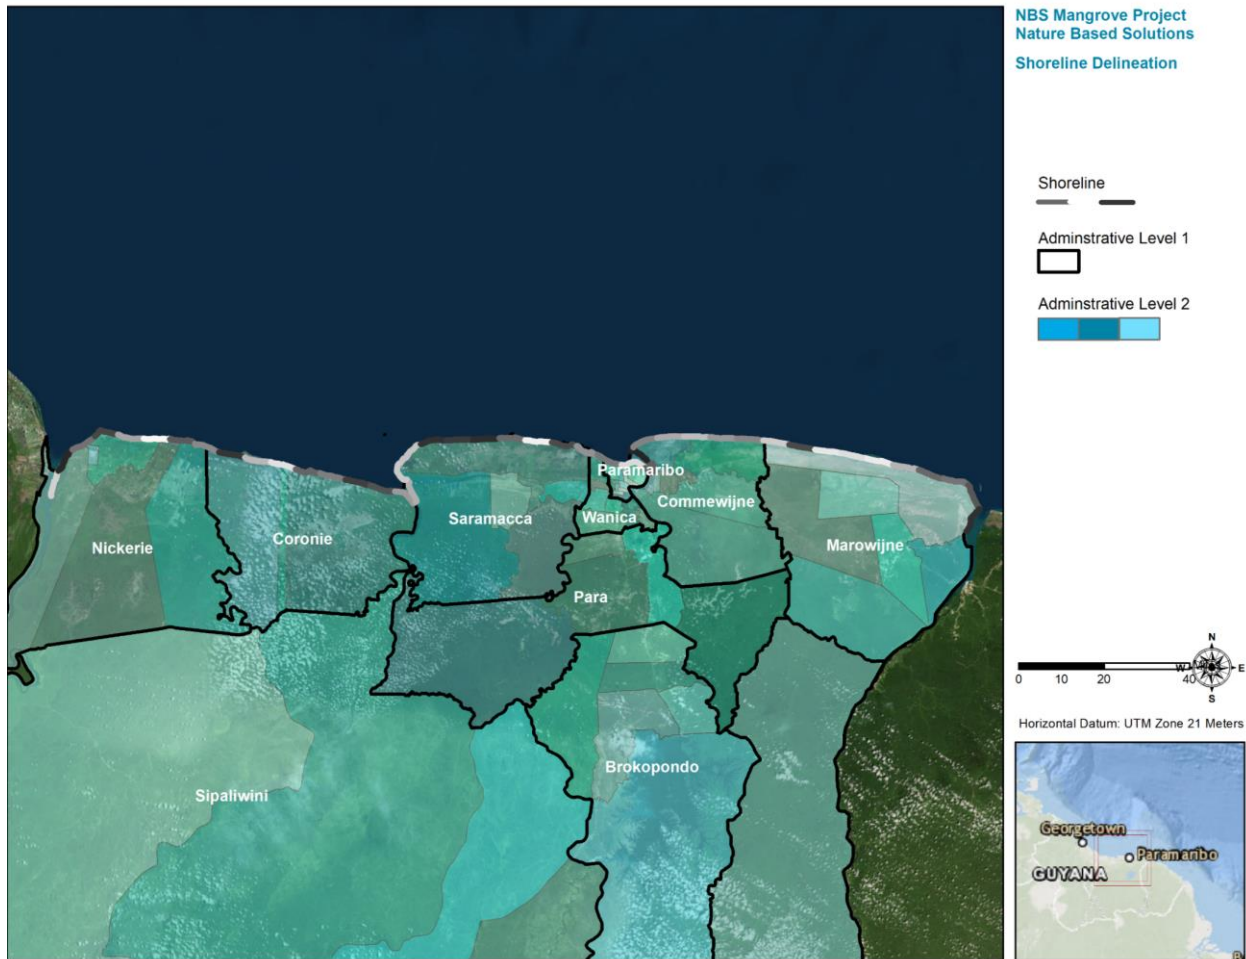 NBS Mangrove Project
Nature Based Solutions
Shoreline Delineation
Shoreline
Adminstrative Level 1
Adminstrative Level 2
Paramaribo
Commewijne
Saramacca
Wanica
Nickerie
Coronie
Marowijne
Para
Brokopondo
Sipaliwini
N
W
E
S
0 10 20 40
Horizontal Datum: UTM Zone 21 Meters
Georgetown
Paramaribo
GUYANA